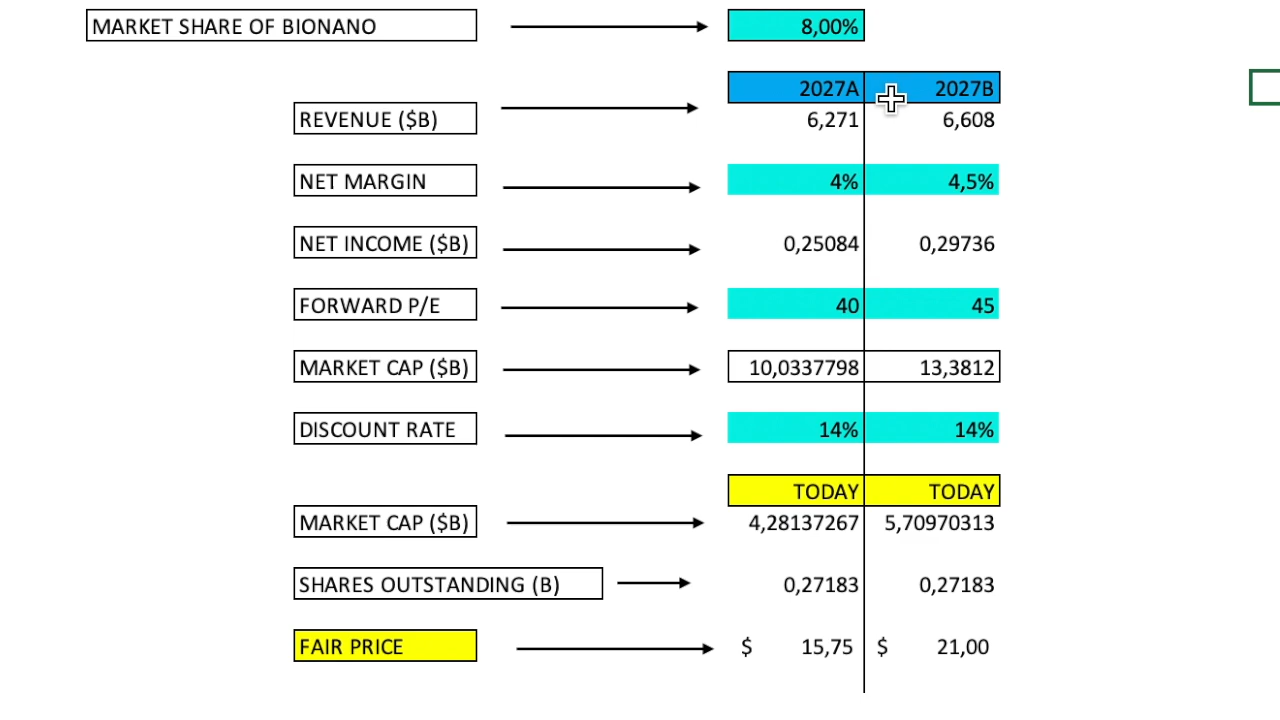 MARKET SHARE OF BIONANO 8,00%
2027A 2027B
REVENUE ($B) 6,271 6,608
NET MARGIN 4% 4,5%
NET INCOME ($B) 0,25084 0,29736
FORWARD P/E 40 45
MARKET CAP ($B) 10,0337798 13,3812
DISCOUNT RATE 14% 14%
TODAY TODAY
MARKET CAP ($B) 4,28137267 5,70970313
SHARES OUTSTANDING (B) 0,27183 0,27183
FAIR PRICE $ 15,75 $ 21,00